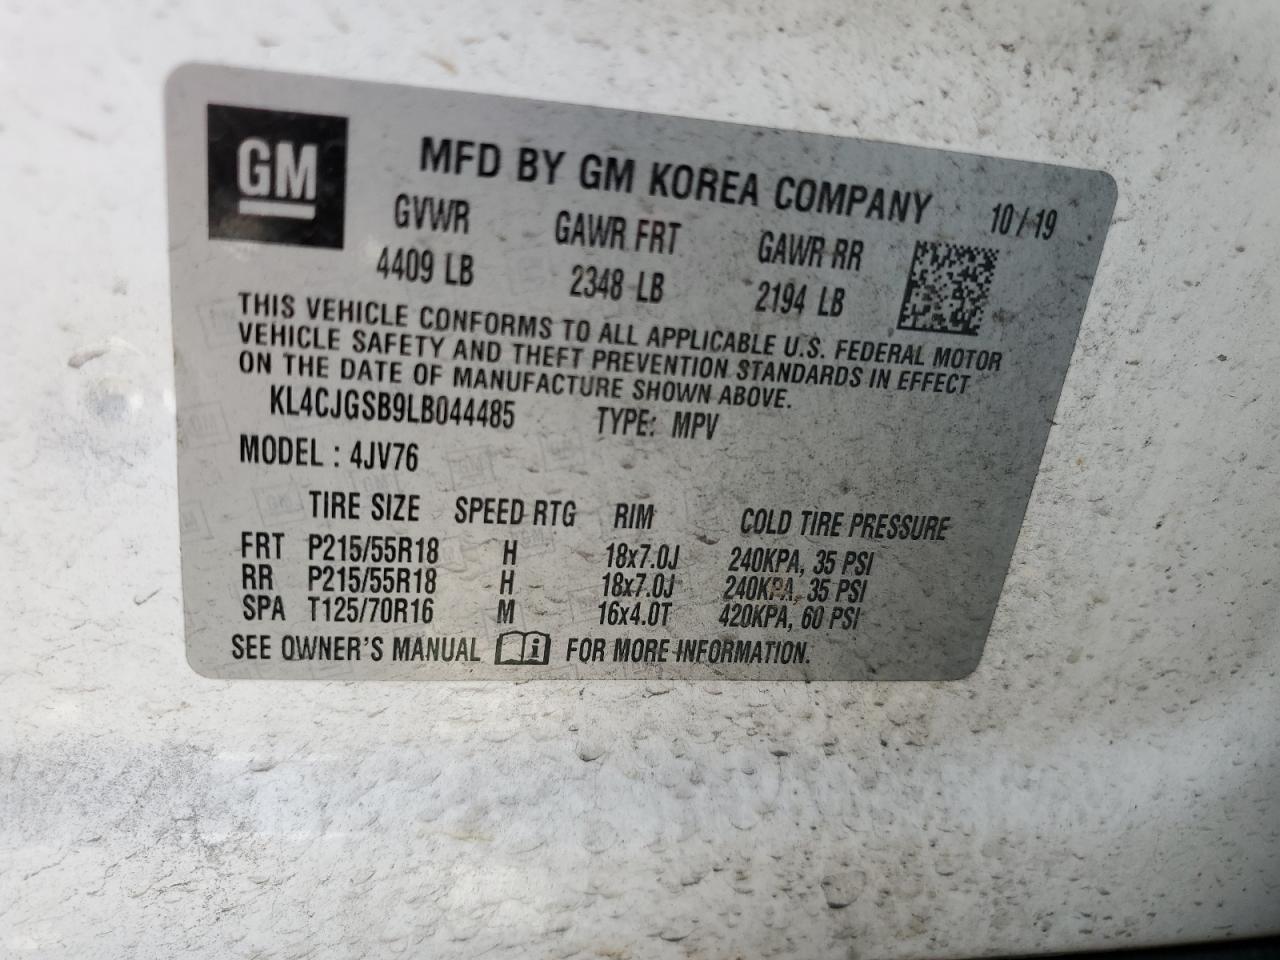 GM
MFD BY GM KOREA COMPANY 10/19
GVWR GAWR FRT GAWR RR
4409 LB 2348 LB 2194 LB
THIS VEHICLE CONFORMS TO ALL APPLICABLE U.S. FEDERAL MOTOR
VEHICLE SAFETY AND THEFT PREVENTION STANDARDS IN EFFECT
ON THE DATE OF MANUFACTURE SHOWN ABOVE.
KL4CJGSB9LB044485 TYPE: MPV
MODEL : 4JV76
TIRE SIZE SPEED RTG RIM COLD TIRE PRESSURE
FRT P215/55R18 H 18x7.0J 240KPA, 35 PSI
RR P215/55R18 H 18x7.0J 240KPA, 35 PSI
SPA T125/70R16 M 16x4.0T 420KPA, 60 PSI
SEE OWNER'S MANUAL i FOR MORE INFORMATION.